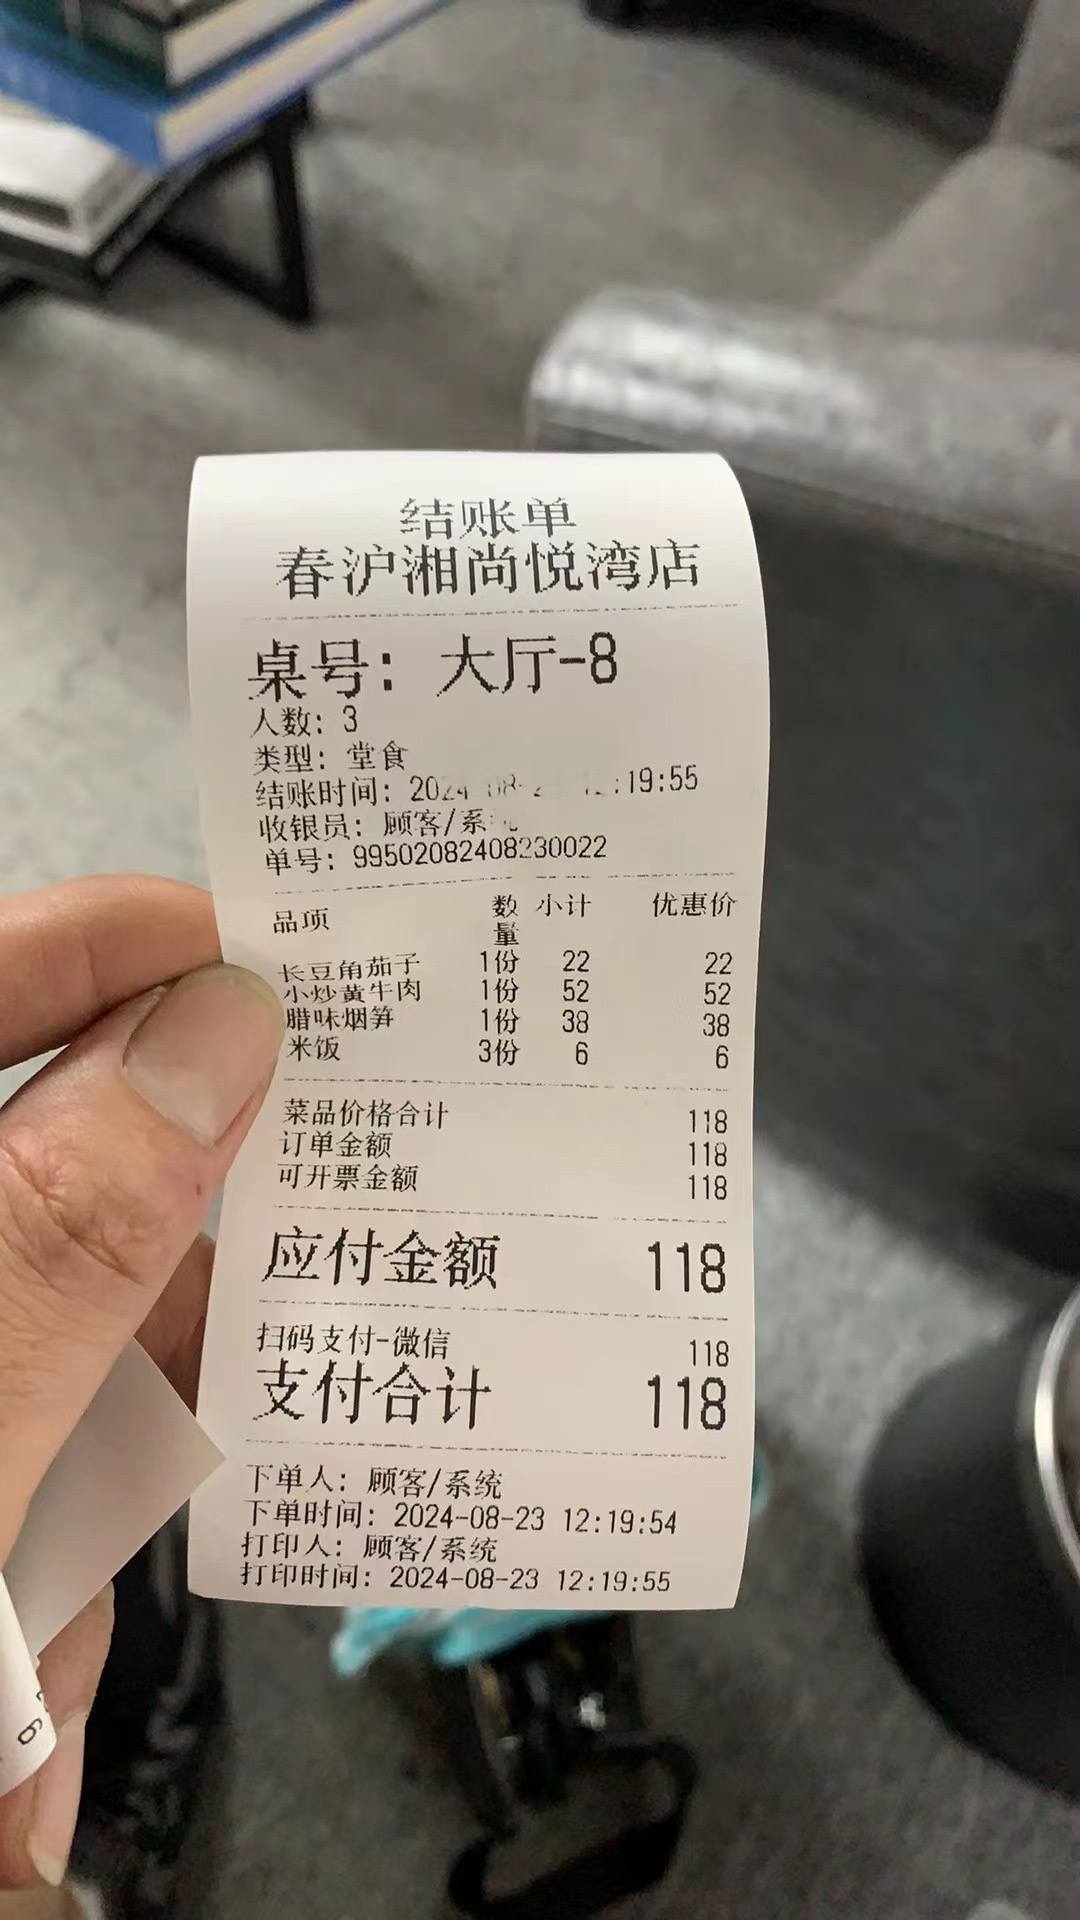 结账单
春沪湘尚悦湾店
桌号: 大厅-8
人数: 3
类型: 堂食
结账时间: 2024-08-2 12:19:55
收银员: 顾客/系统
单号: 99502082408230022
品项 数量 小计 优惠价
长豆角茄子 1份 22 22
小炒黄牛肉 1份 52 52
腊味烟笋 1份 38 38
米饭 3份 6 6
菜品价格合计 118
订单金额 118
可开票金额 118
应付金额 118
扫码支付-微信 118
支付合计 118
下单人: 顾客/系统
下单时间: 2024-08-23 12:19:54
打印人: 顾客/系统
打印时间: 2024-08-23 12:19:55